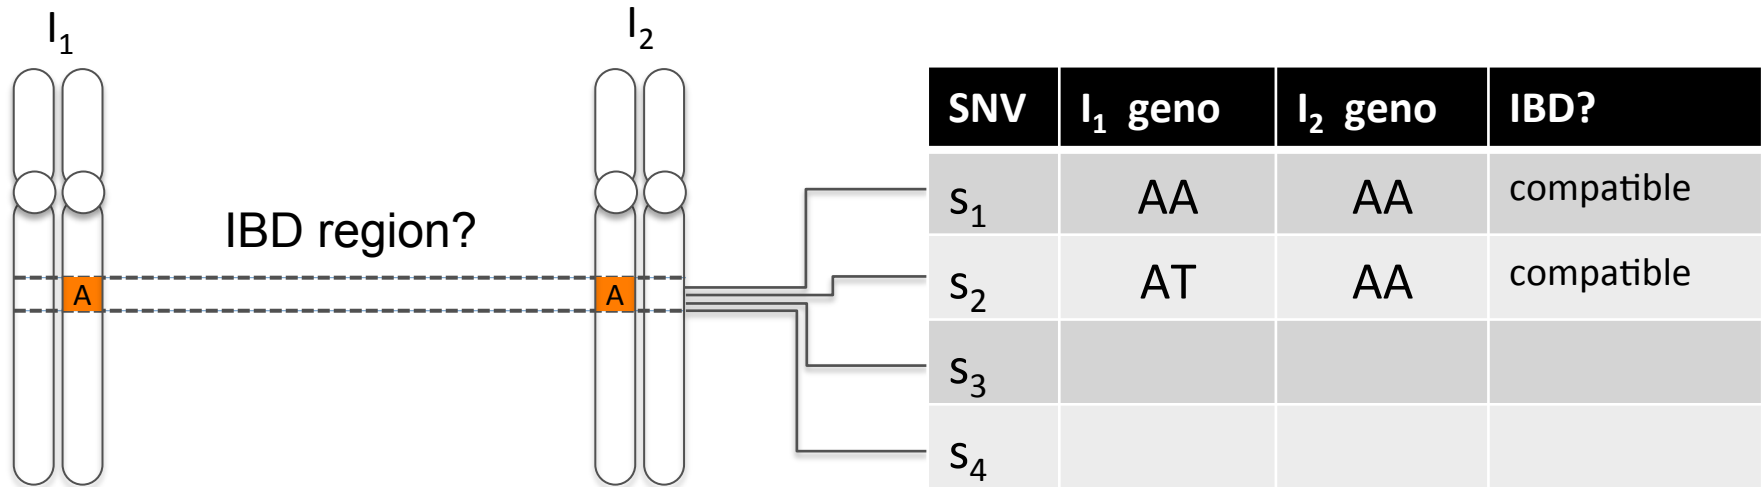 I₁
I₂
IBD region?
A
A
SNV I₁ geno I₂ geno IBD?
s₁ AA AA compatible
s₂ AT AA compatible
s₃
s₄